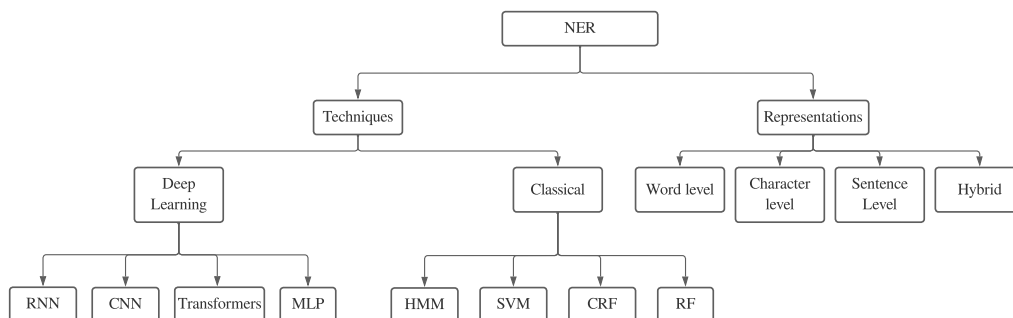 NER
Techniques
Representations
Deep
Learning
Classical
Word level
Character
level
Sentence
Level
Hybrid
RNN
CNN
Transformers
MLP
HMM
SVM
CRF
RF